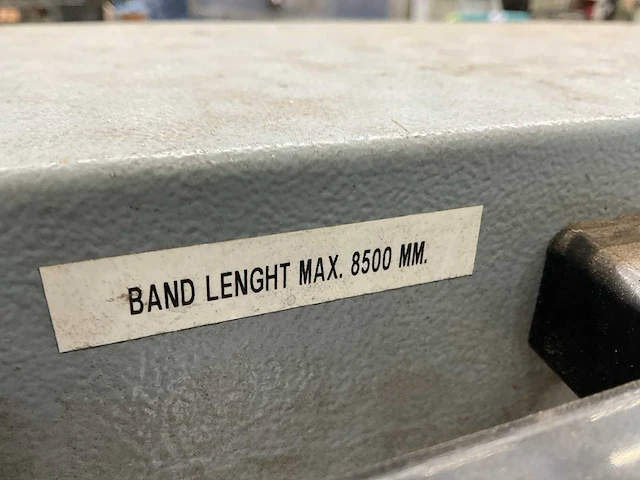 BAND LENGHT MAX. 8500 MM.